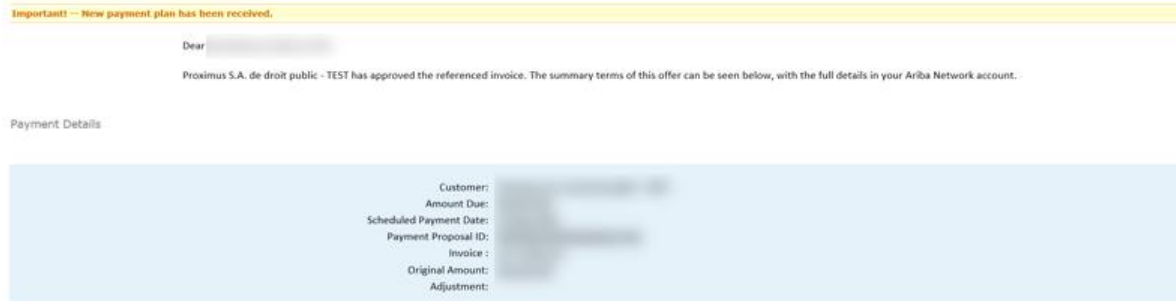 Important! -- New payment plan has been received.
Dear
Proximus S.A. de droit public - TEST has approved the referenced invoice. The summary terms of this offer can be seen below, with the full details in your Ariba Network account.
Payment Details
Customer:
Amount Due:
Scheduled Payment Date:
Payment Proposal ID:
Invoice :
Original Amount:
Adjustment: